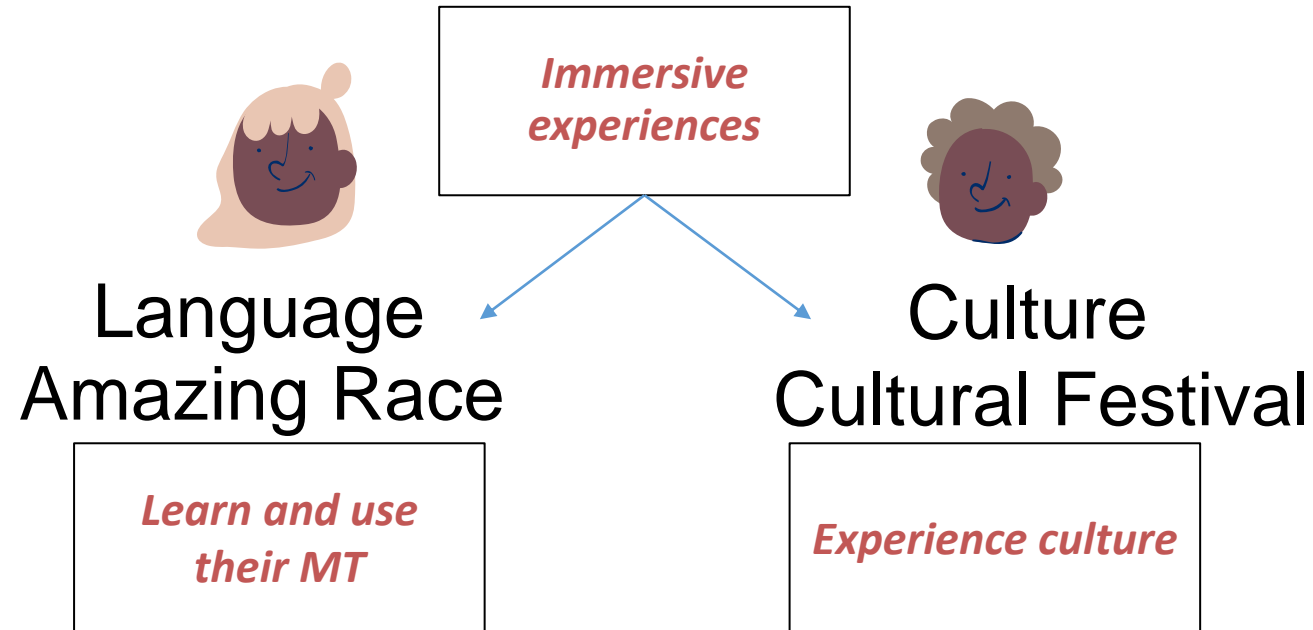 Immersive
experiences
Language
Amazing Race
Culture
Cultural Festival
Learn and use
their MT
Experience culture